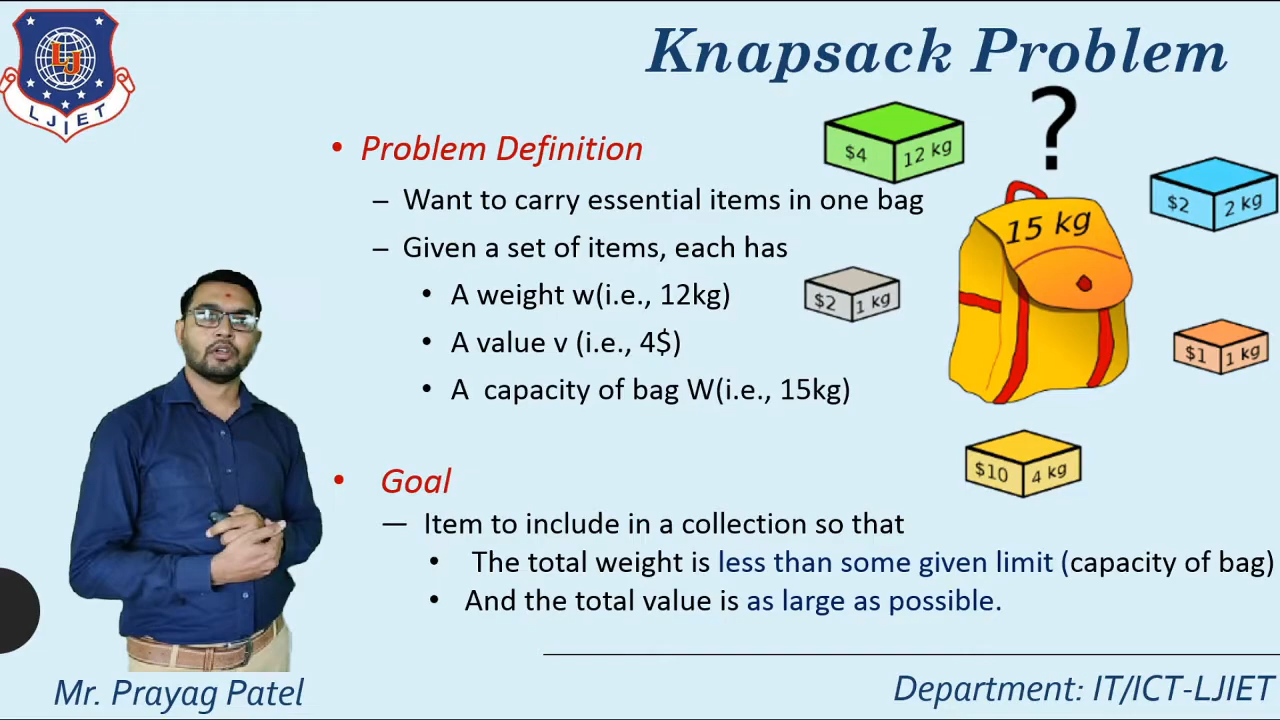 LJ
LJIET
Knapsack Problem
?
• Problem Definition
– Want to carry essential items in one bag
– Given a set of items, each has
• A weight w(i.e., 12kg)
• A value v (i.e., 4$)
• A capacity of bag W(i.e., 15kg)
$4 12 kg
$2 2 kg
15 kg
$2 1 kg
$1 1 kg
$10 4 kg
• Goal
— Item to include in a collection so that
• The total weight is less than some given limit (capacity of bag)
• And the total value is as large as possible.
Mr. Prayag Patel
Department: IT/ICT-LJIET